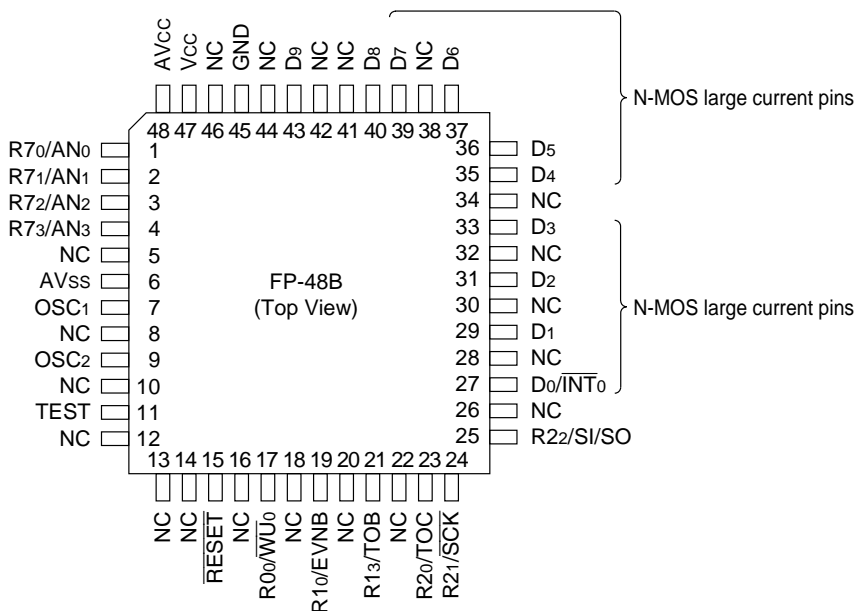 AVCC VCC NC GND NC D9 NC NC D8 D7 NC D6
N-MOS large current pins
48 47 46 45 44 43 42 41 40 39 38 37
R70/AN0 1
R71/AN1 2
R72/AN2 3
R73/AN3 4
NC 5
AVSS 6
OSC1 7
NC 8
OSC2 9
NC 10
TEST 11
NC 12
FP-48B
(Top View)
36 D5
35 D4
34 NC
33 D3
32 NC
31 D2
30 NC
29 D1
28 NC
27 D0/INT0
26 NC
25 R22/SI/SO
N-MOS large current pins
13 14 15 16 17 18 19 20 21 22 23 24
NC NC RESET NC R00/WU0 NC R10/EVNB NC R13/TOB NC R20/TOC R21/SCK